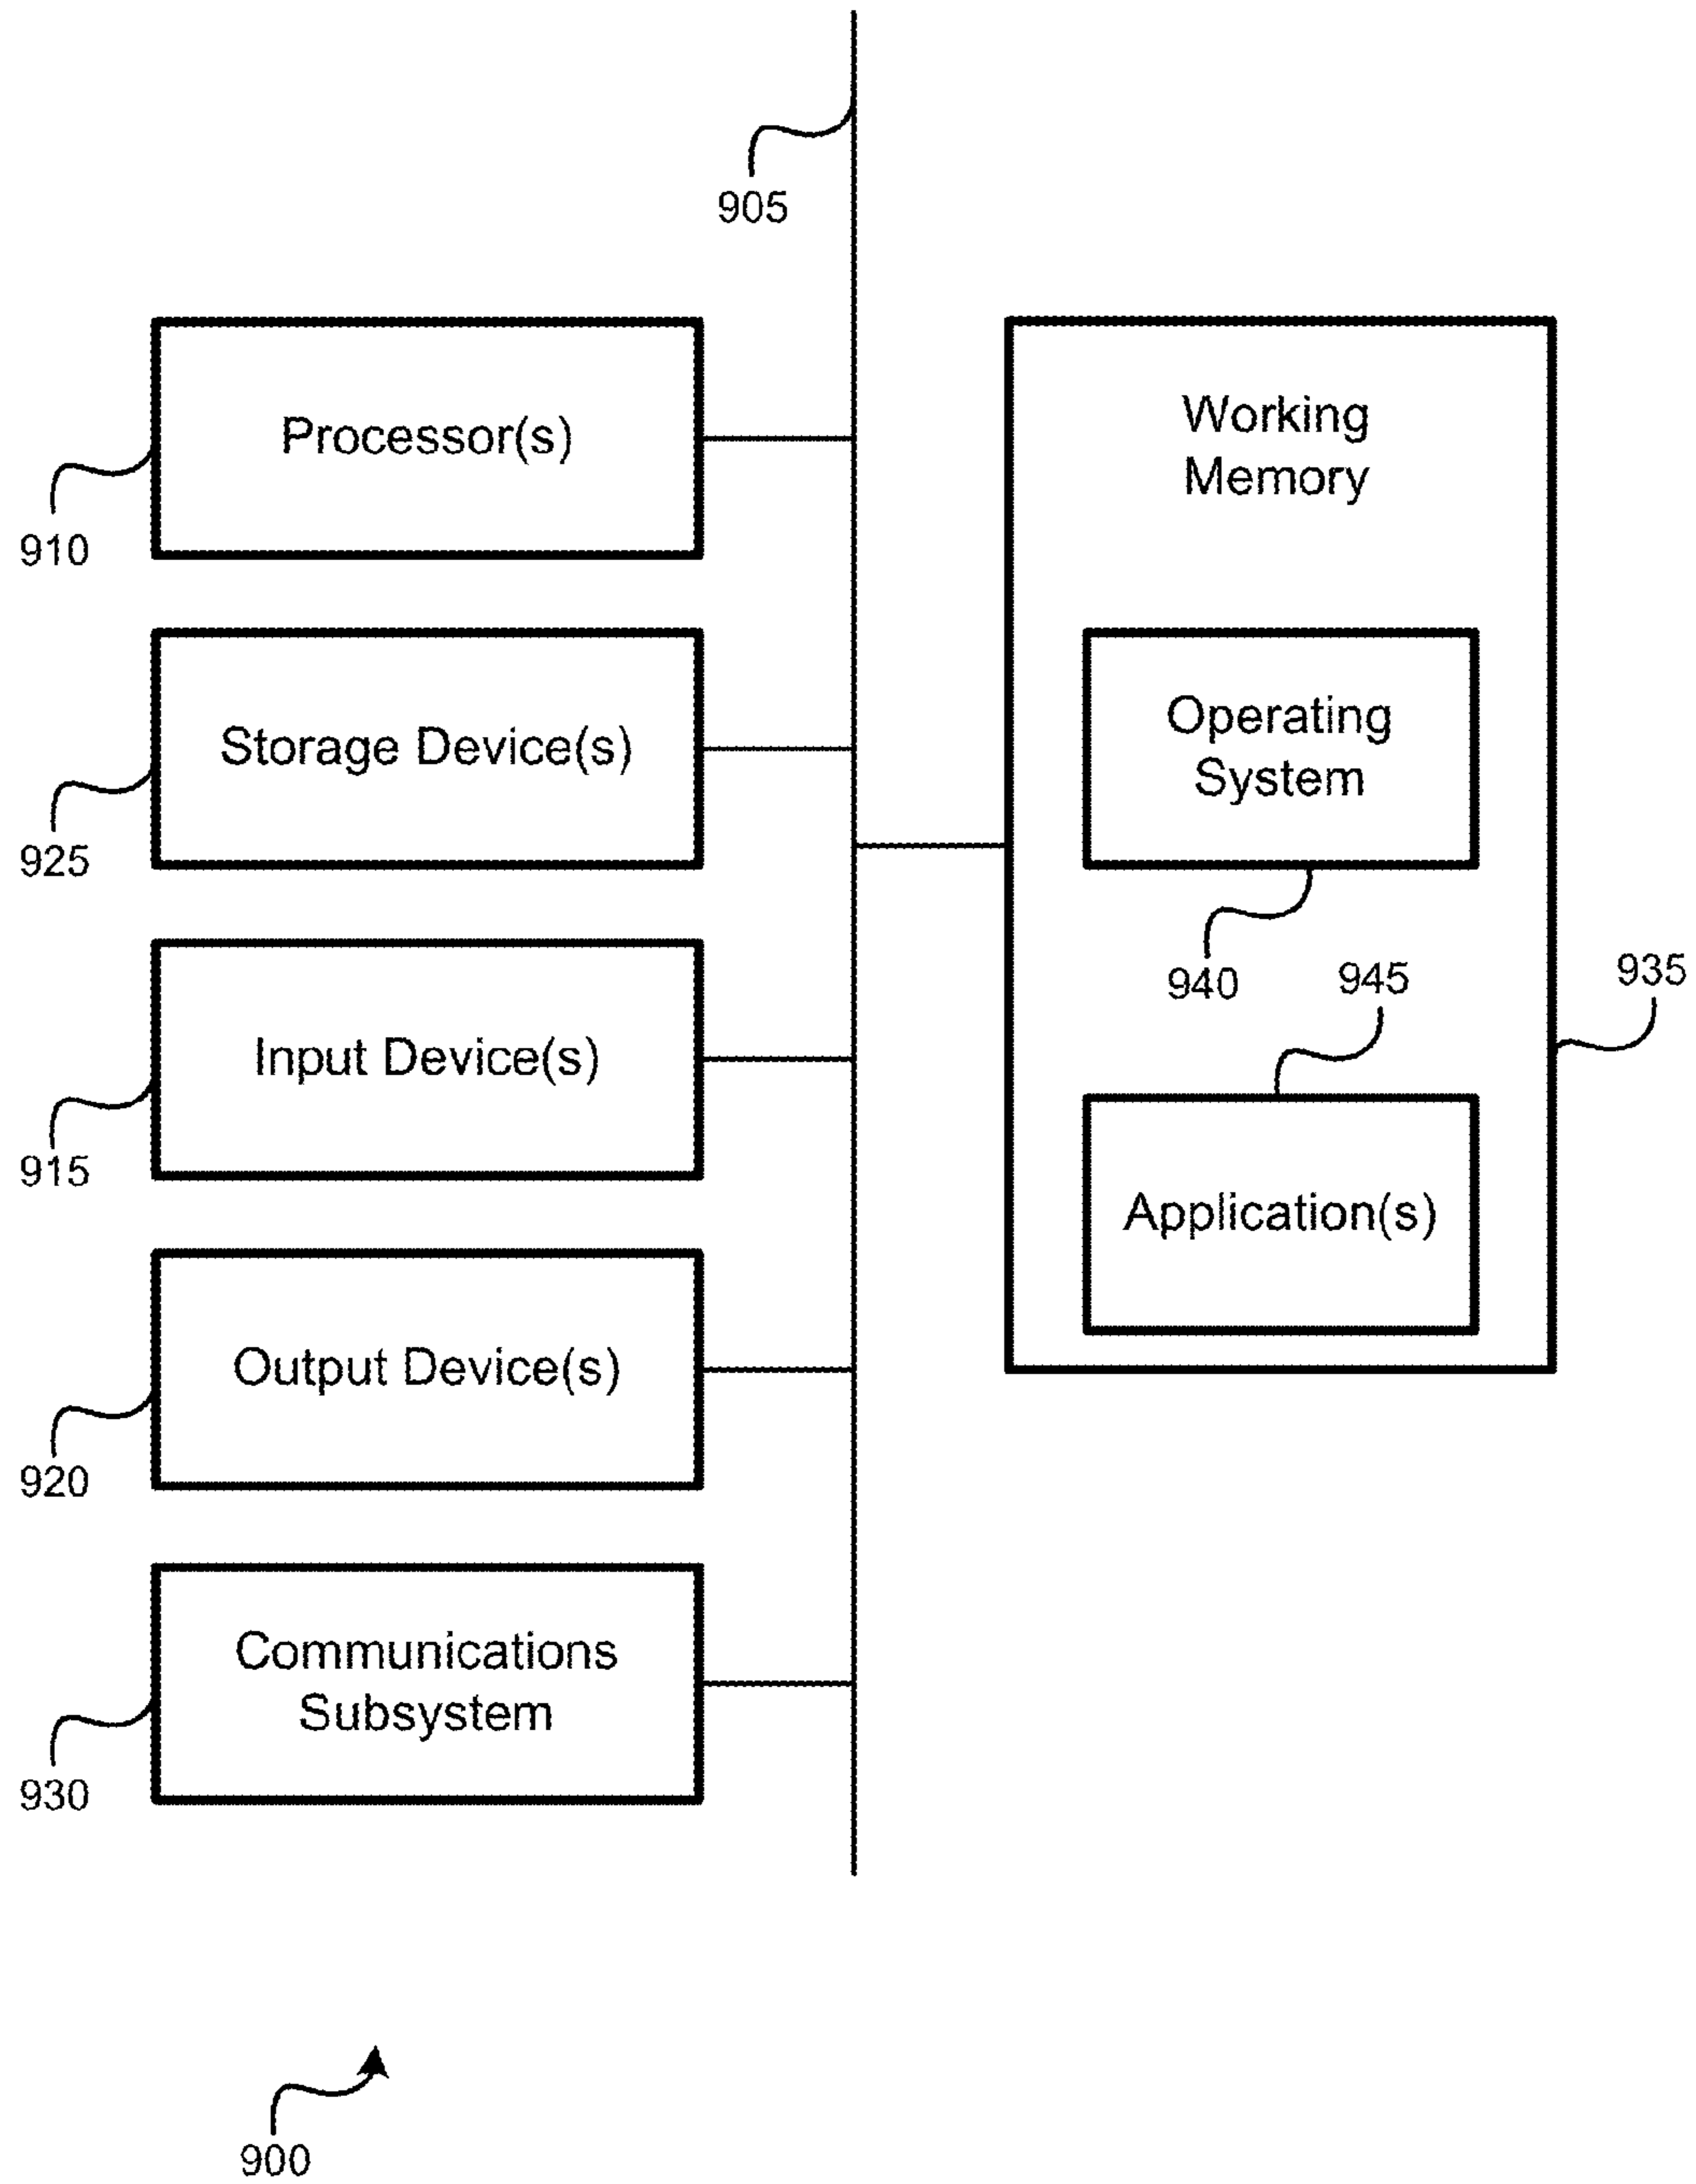 905
Processor(s)
910
Storage Device(s)
925
Input Device(s)
915
Output Device(s)
920
Communications
Subsystem
930
Working
Memory
Operating
System
940
945
935
Application(s)
900